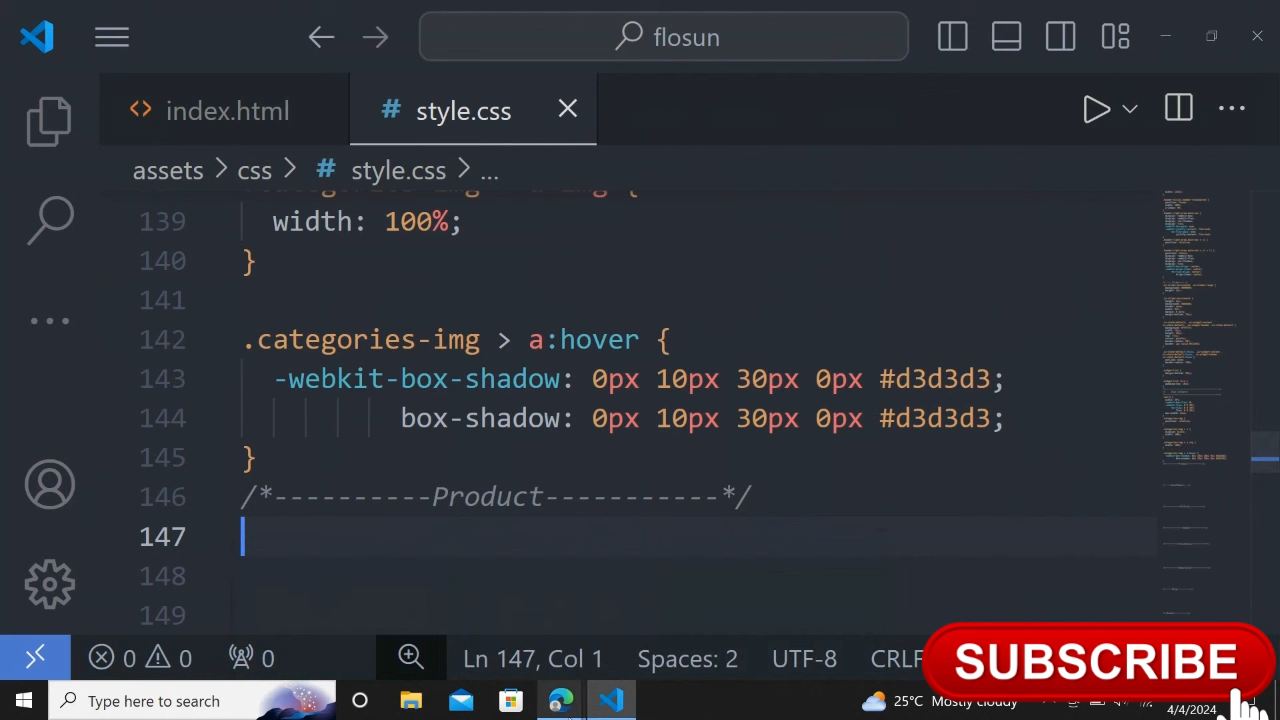 flosun
<> index.html
# style.css
assets > css > # style.css > ...
139 width: 100%;
140 }
141
142 .categories-img > a:hover {
143 -webkit-box-shadow: 0px 10px 30px 0px #d3d3d3;
144 box-shadow: 0px 10px 30px 0px #d3d3d3;
145 }
146 /*----------Product-----------*/
147
148
149
0 0 0 Ln 147, Col 1 Spaces: 2 UTF-8 CRLF
SUBSCRIBE
Type here to search 25°C Mostly cloudy
4/4/2024